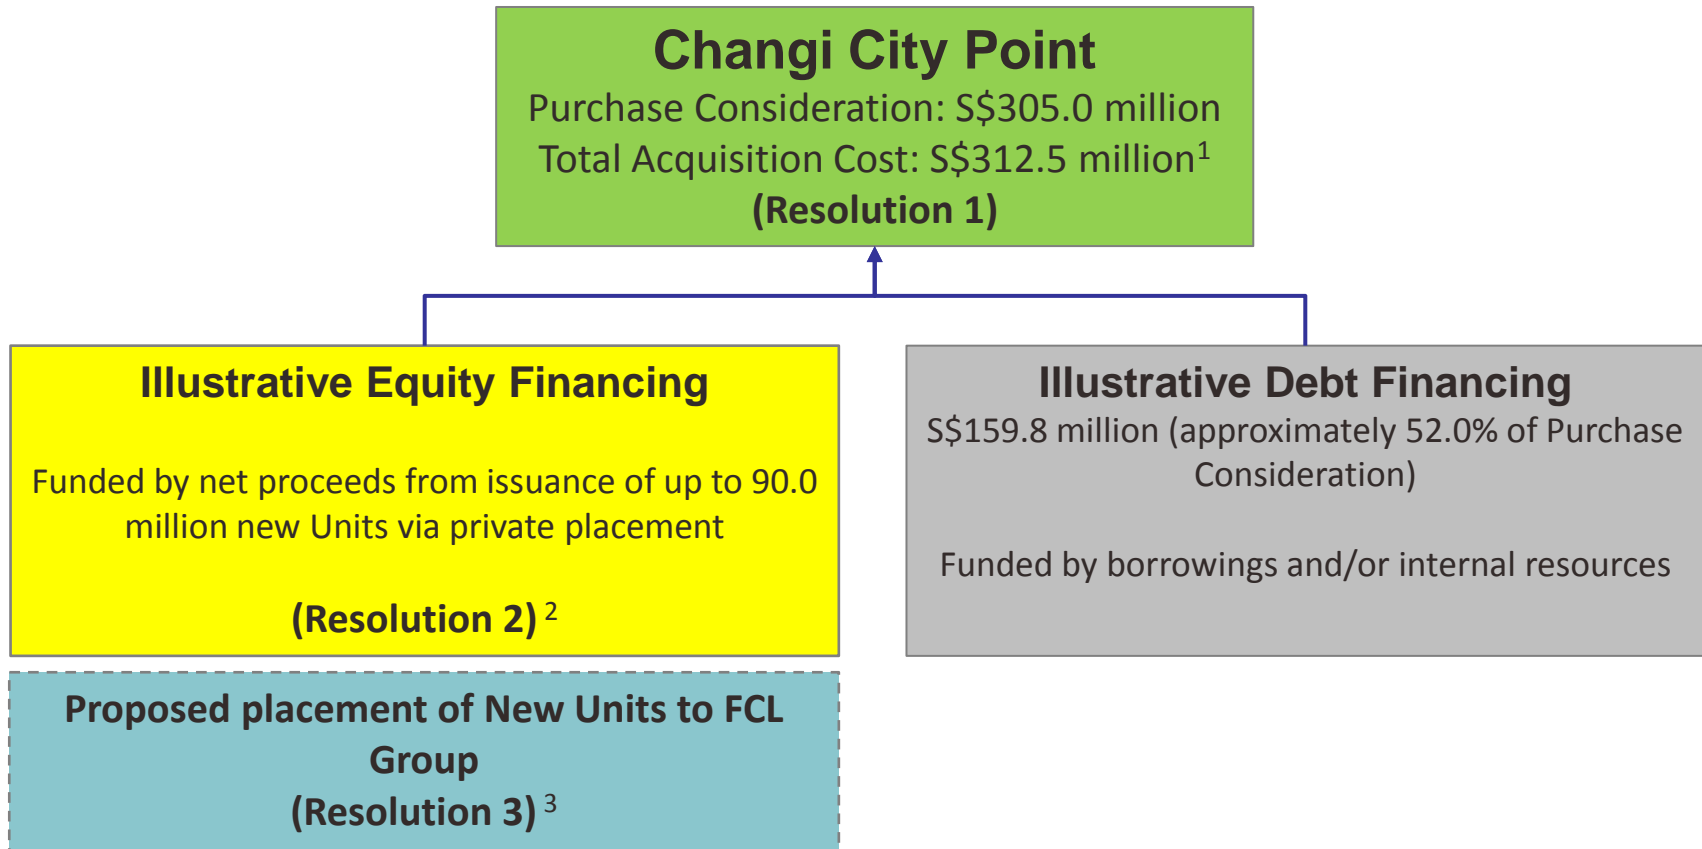 Changi City Point
Purchase Consideration: S$305.0 million
Total Acquisition Cost: S$312.5 million¹
(Resolution 1)
Illustrative Equity Financing
Funded by net proceeds from issuance of up to 90.0
million new Units via private placement
(Resolution 2) ²
Illustrative Debt Financing
S$159.8 million (approximately 52.0% of Purchase
Consideration)
Funded by borrowings and/or internal resources
Proposed placement of New Units to FCL
Group
(Resolution 3) ³